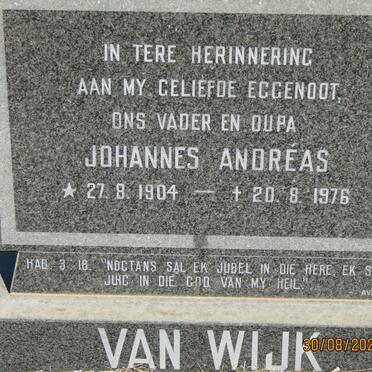 IN TERE HERINNERING
AAN MY GELIEFDE EGGENOOT,
ONS VADER EN OUPA
JOHANNES ANDRÉAS
★ 27. 8. 1904 — † 20. 8. 1976
HAB 3:18. "NOGTANS SAL EK JUBEL IN DIE HERE, EK S
JUIG IN DIE GOD VAN MY HEIL."
VAN WIJK
30/08/202